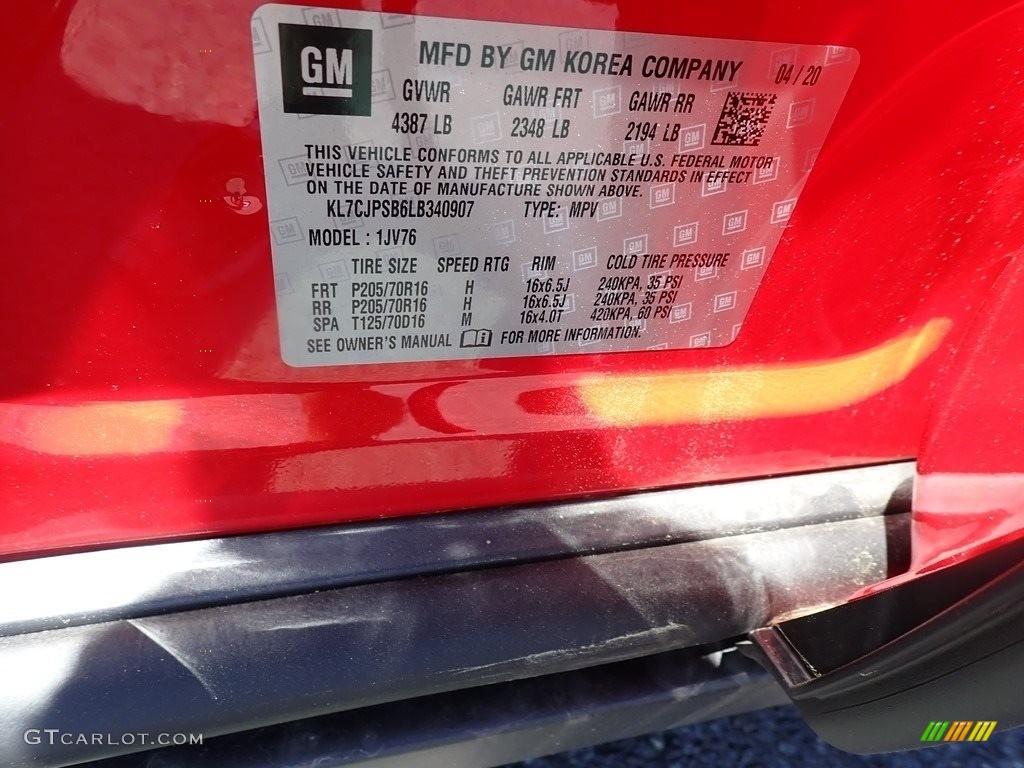 GM
MFD BY GM KOREA COMPANY 04/20
GVWR GAWR FRT GAWR RR
4387 LB 2348 LB 2194 LB
THIS VEHICLE CONFORMS TO ALL APPLICABLE U.S. FEDERAL MOTOR
VEHICLE SAFETY AND THEFT PREVENTION STANDARDS IN EFFECT
ON THE DATE OF MANUFACTURE SHOWN ABOVE.
KL7CJPSB6LB340907 TYPE: MPV
MODEL : 1JV76
TIRE SIZE SPEED RTG RIM COLD TIRE PRESSURE
FRT P205/70R16 H 16x6.5J 240KPA, 35 PSI
RR P205/70R16 H 16x6.5J 240KPA, 35 PSI
SPA T125/70D16 M 16x4.0T 420KPA, 60 PSI
SEE OWNER'S MANUAL FOR MORE INFORMATION.
GTCARLOT.COM